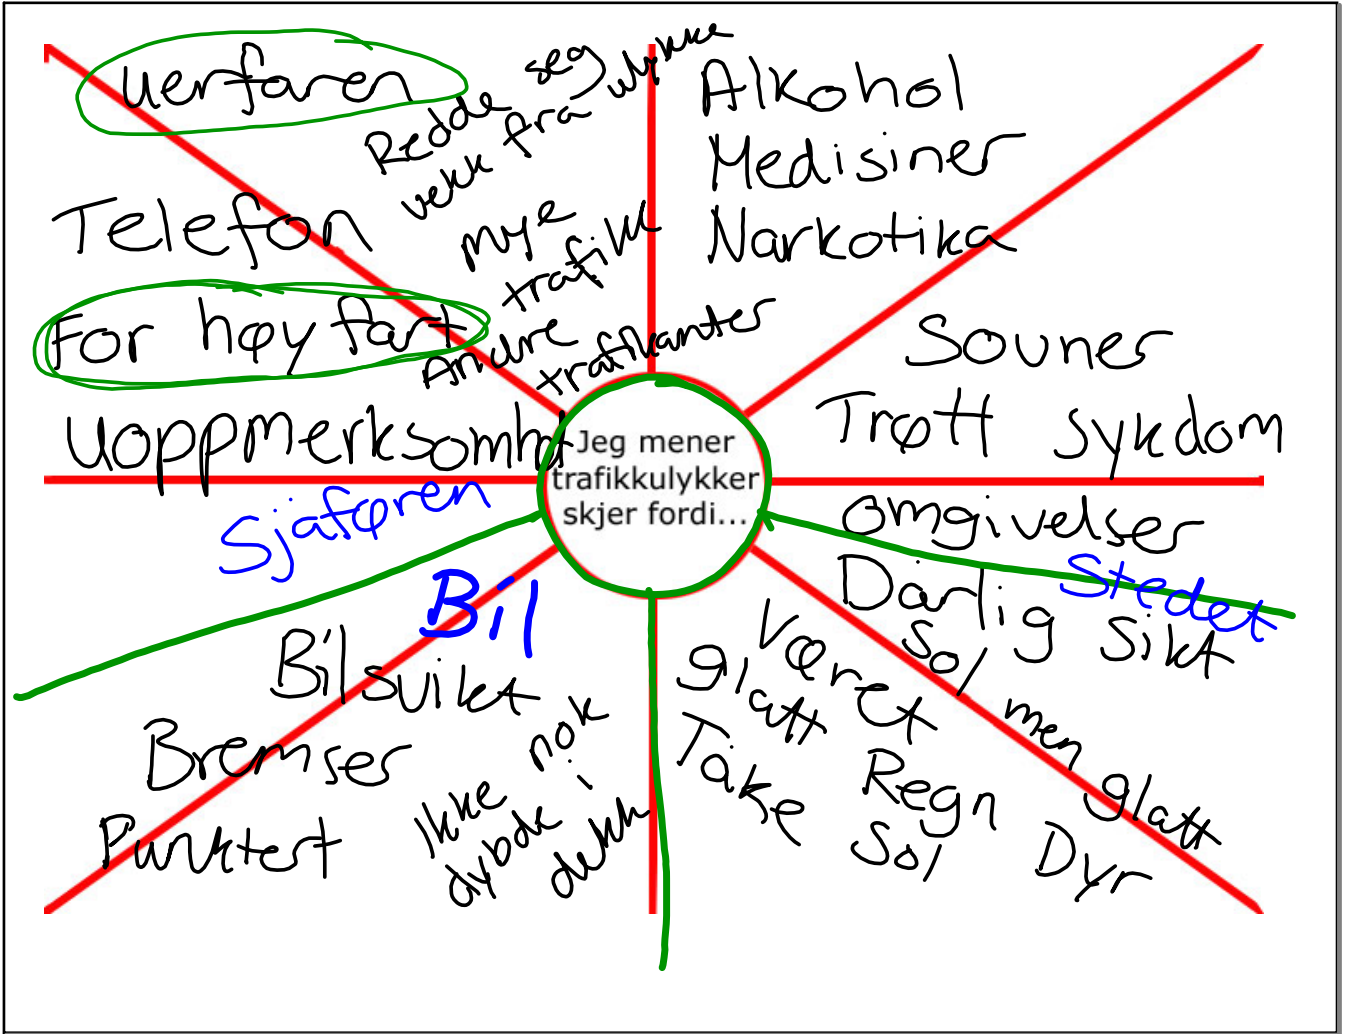 uerfaren
Redde seg
vekk fra ulykke
Alkohol
Medisiner
Narkotika
Telefon
mye
trafikk
For høy fart
Andre
trafikanter
Sovner
Trøtt sykdom
Uoppmerksomhd
Jeg mener
trafikkulykker
skjer fordi...
Sjåføren
Bil
Bilsvikt
Bremser
Punktert
Ikke nok
dybde i
dekk
omgivelser
Stedet
Dårlig Sikt
Sol men glatt
Været
glatt
Tåke
Regn
Sol
Dyr